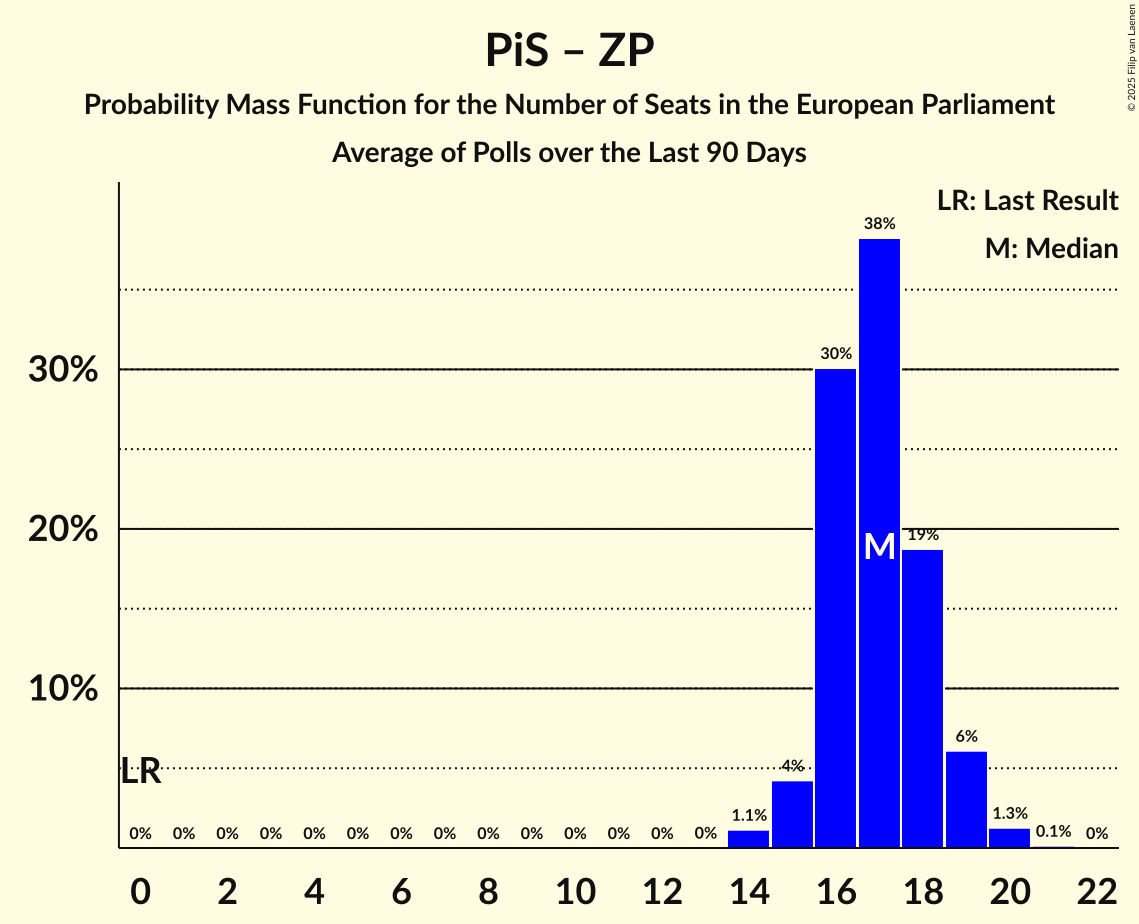 PiS – ZP
Probability Mass Function for the Number of Seats in the European Parliament
Average of Polls over the Last 90 Days
© 2025 Filip van Laenen
LR: Last Result
M: Median
38%
30%
30%
M
20%
19%
10%
6%
LR
4%
0% 0% 0% 0% 0% 0% 0% 0% 0% 0% 0% 0% 0% 0% 1.1% 1.3% 0.1% 0%
0 2 4 6 8 10 12 14 16 18 20 22